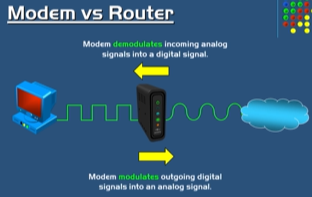 Modem vs Router
Modem demodulates incoming analog
signals into a digital signal.
Modem modulates outgoing digital
signals into an analog signal.